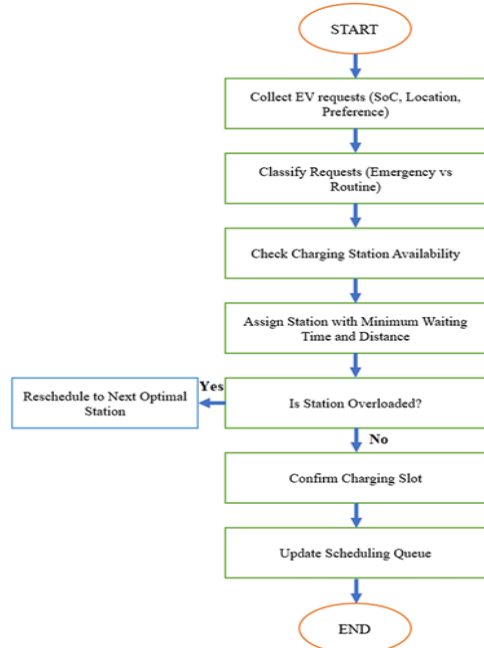 START
Collect EV requests (SoC, Location,
Preference)
Classify Requests (Emergency vs
Routine)
Check Charging Station Availability
Assign Station with Minimum Waiting
Time and Distance
Reschedule to Next Optimal
Station
Yes
Is Station Overloaded?
No
Confirm Charging Slot
Update Scheduling Queue
END